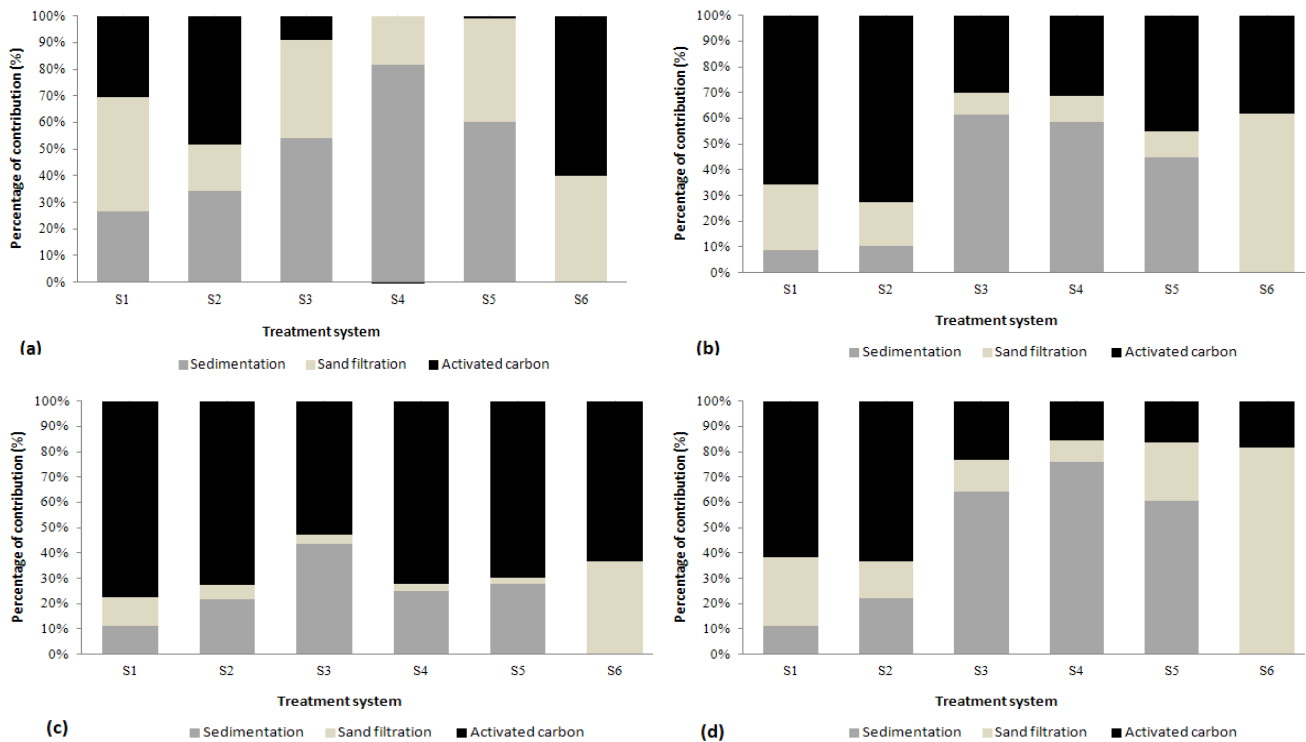 Percentage of contribution (%)
100%
90%
80%
70%
60%
50%
40%
30%
20%
10%
0%
S1 S2 S3 S4 S5 S6
Treatment system
(a)
Sedimentation Sand filtration Activated carbon
Percentage of contribution (%)
100%
90%
80%
70%
60%
50%
40%
30%
20%
10%
0%
S1 S2 S3 S4 S5 S6
Treatment system
(b)
Sedimentation Sand filtration Activated carbon
Percentage of contribution (%)
100%
90%
80%
70%
60%
50%
40%
30%
20%
10%
0%
S1 S2 S3 S4 S5 S6
Treatment system
(c)
Sedimentation Sand filtration Activated carbon
Percentage of contribution (%)
100%
90%
80%
70%
60%
50%
40%
30%
20%
10%
0%
S1 S2 S3 S4 S5 S6
Treatment system
(d)
Sedimentation Sand filtration Activated carbon